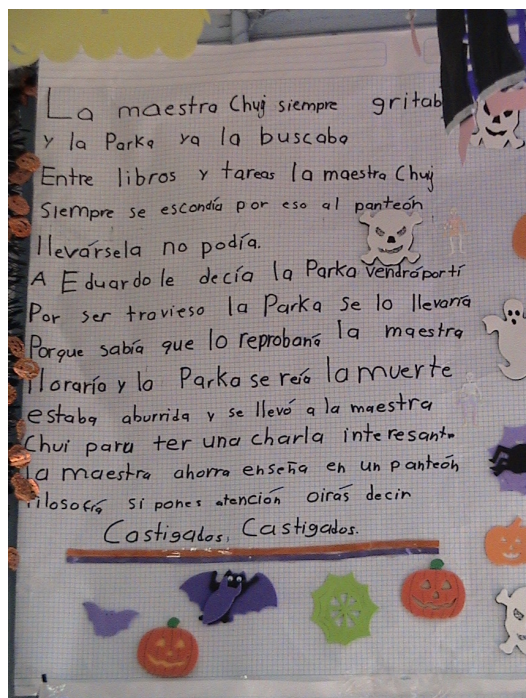 La maestra Chuy siempre gritab
y la Parka ya la buscaba
Entre libros y tareas la maestra Chuy
Siempre se escondía por eso al panteón
llevársela no podía.
A Eduardo le decía la Parka vendrá por tí
Por ser travieso la Parka se lo llevaría
Porque sabía que lo reprobaría la maestra
lloraría y la Parka se reía la muerte
estaba aburrida y se llevó a la maestra
Chui para ter una charla interesant
la maestra ahorra enseña en un panteón
filosofía si pones atención oirás decir
Castigados, Castigados.